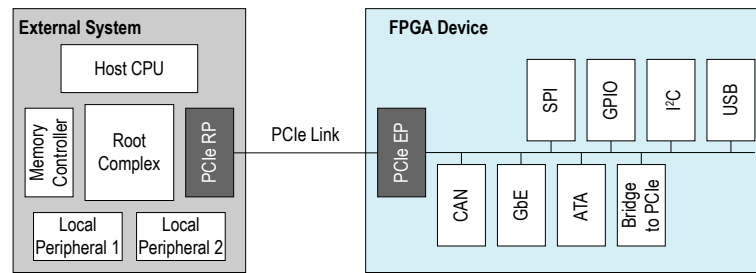 External System
Host CPU
Memory
Controller
Root
Complex
PCIe RP
Local
Peripheral 1
Local
Peripheral 2
PCIe Link
FPGA Device
PCIe EP
SPI
GPIO
I²C
USB
CAN
GbE
ATA
Bridge
to PCIe